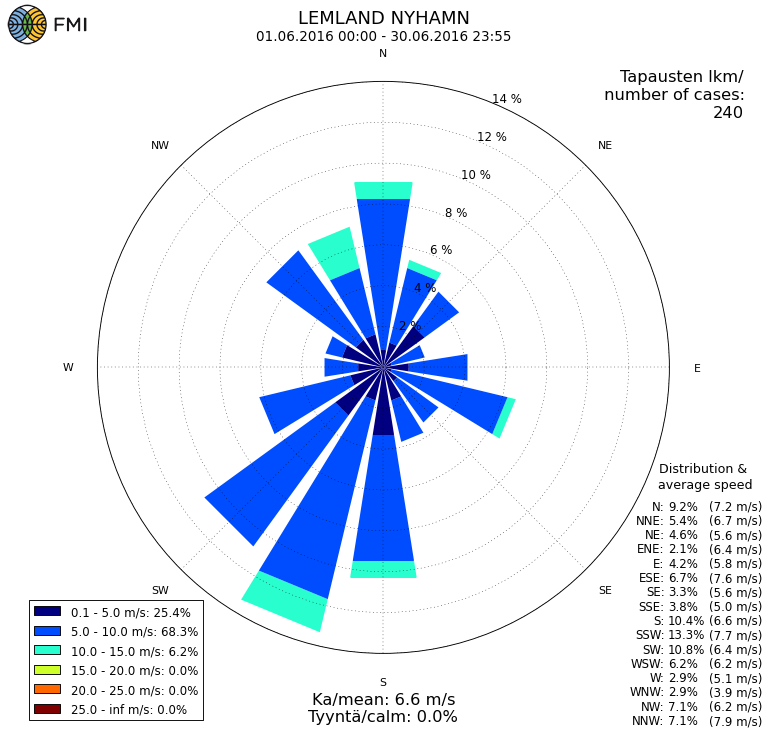 FMI
LEMLAND NYHAMN
01.06.2016 00:00 - 30.06.2016 23:55
Tapausten lkm/
number of cases:
240
N
NE
E
SE
S
SW
W
NW
14 %
12 %
10 %
8 %
6 %
4 %
2 %
Distribution &
average speed
N: 9.2% (7.2 m/s)
NNE: 5.4% (6.7 m/s)
NE: 4.6% (5.6 m/s)
ENE: 2.1% (6.4 m/s)
E: 4.2% (5.8 m/s)
ESE: 6.7% (7.6 m/s)
SE: 3.3% (5.6 m/s)
SSE: 3.8% (5.0 m/s)
S: 10.4% (6.6 m/s)
SSW: 13.3% (7.7 m/s)
SW: 10.8% (6.4 m/s)
WSW: 6.2% (6.2 m/s)
W: 2.9% (5.1 m/s)
WNW: 2.9% (3.9 m/s)
NW: 7.1% (6.2 m/s)
NNW: 7.1% (7.9 m/s)
0.1 - 5.0 m/s: 25.4%
5.0 - 10.0 m/s: 68.3%
10.0 - 15.0 m/s: 6.2%
15.0 - 20.0 m/s: 0.0%
20.0 - 25.0 m/s: 0.0%
25.0 - inf m/s: 0.0%
Ka/mean: 6.6 m/s
Tyyntä/calm: 0.0%